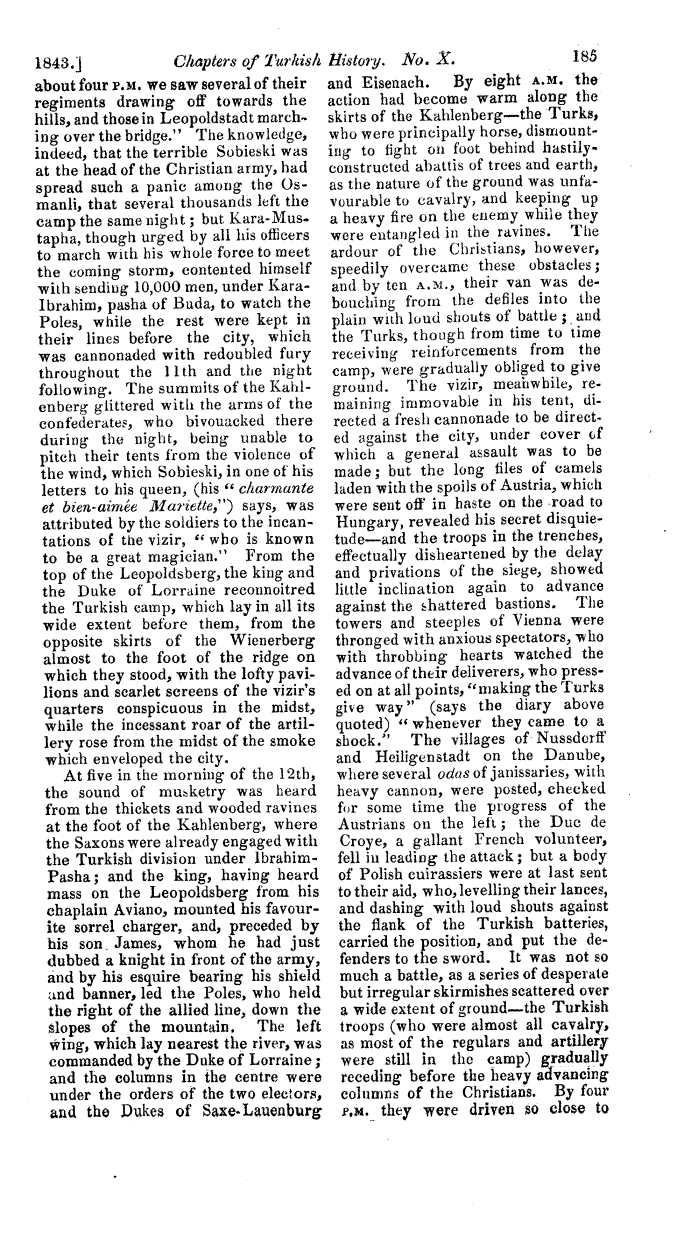 1843.] Chapters of Turkish History. No. X. 185
about four P.M. we saw several of their
regiments drawing off towards the
hills, and those in Leopoldstadt march-
ing over the bridge." The knowledge,
indeed, that the terrible Sobieski was
at the head of the Christian army, had
spread such a panic among the Os-
manli, that several thousands left the
camp the same night; but Kara-Mus-
tapha, though urged by all his officers
to march with his whole force to meet
the coming storm, contented himself
with sending 10,000 men, under Kara-
Ibrahim, pasha of Buda, to watch the
Poles, while the rest were kept in
their lines before the city, which
was cannonaded with redoubled fury
throughout the 11th and the night
following. The summits of the Kahl-
enberg glittered with the arms of the
confederates, who bivouacked there
during the night, being unable to
pitch their tents from the violence of
the wind, which Sobieski, in one of his
letters to his queen, (his "charmante
et bien-aimée Mariette,") says, was
attributed by the soldiers to the incan-
tations of the vizir, "who is known
to be a great magician." From the
top of the Leopoldsberg, the king and
the Duke of Lorraine reconnoitred
the Turkish camp, which lay in all its
wide extent before them, from the
opposite skirts of the Wienerberg
almost to the foot of the ridge on
which they stood, with the lofty pavi-
lions and scarlet screens of the vizir's
quarters conspicuous in the midst,
while the incessant roar of the artil-
lery rose from the midst of the smoke
which enveloped the city.
At five in the morning of the 12th,
the sound of musketry was heard
from the thickets and wooded ravines
at the foot of the Kahlenberg, where
the Saxons were already engaged with
the Turkish division under Ibrahim-
Pasha; and the king, having heard
mass on the Leopoldsberg from his
chaplain Aviano, mounted his favour-
ite sorrel charger, and, preceded by
his son James, whom he had just
dubbed a knight in front of the army,
and by his esquire bearing his shield
and banner, led the Poles, who held
the right of the allied line, down the
slopes of the mountain. The left
wing, which lay nearest the river, was
commanded by the Duke of Lorraine;
and the columns in the centre were
under the orders of the two electors,
and the Dukes of Saxe-Lauenburg
and Eisenach. By eight A.M. the
action had become warm along the
skirts of the Kahlenberg—the Turks,
who were principally horse, dismount-
ing to fight on foot behind hastily-
constructed abattis of trees and earth,
as the nature of the ground was unfa-
vourable to cavalry, and keeping up
a heavy fire on the enemy while they
were entangled in the ravines. The
ardour of the Christians, however,
speedily overcame these obstacles;
and by ten A.M., their van was de-
bouching from the defiles into the
plain with loud shouts of battle; and
the Turks, though from time to time
receiving reinforcements from the
camp, were gradually obliged to give
ground. The vizir, meanwhile, re-
maining immovable in his tent, di-
rected a fresh cannonade to be direct-
ed against the city, under cover of
which a general assault was to be
made; but the long files of camels
laden with the spoils of Austria, which
were sent off in haste on the road to
Hungary, revealed his secret disquie-
tude—and the troops in the trenches,
effectually disheartened by the delay
and privations of the siege, showed
little inclination again to advance
against the shattered bastions. The
towers and steeples of Vienna were
thronged with anxious spectators, who
with throbbing hearts watched the
advance of their deliverers, who press-
ed on at all points, "making the Turks
give way" (says the diary above
quoted) "whenever they came to a
shock." The villages of Nussdorff
and Heiligenstadt on the Danube,
where several odas of janissaries, with
heavy cannon, were posted, checked
for some time the progress of the
Austrians on the left; the Duc de
Croye, a gallant French volunteer,
fell in leading the attack; but a body
of Polish cuirassiers were at last sent
to their aid, who, levelling their lances,
and dashing with loud shouts against
the flank of the Turkish batteries,
carried the position, and put the de-
fenders to the sword. It was not so
much a battle, as a series of desperate
but irregular skirmishes scattered over
a wide extent of ground—the Turkish
troops (who were almost all cavalry,
as most of the regulars and artillery
were still in the camp) gradually
receding before the heavy advancing
columns of the Christians. By four
P.M. they were driven so close to